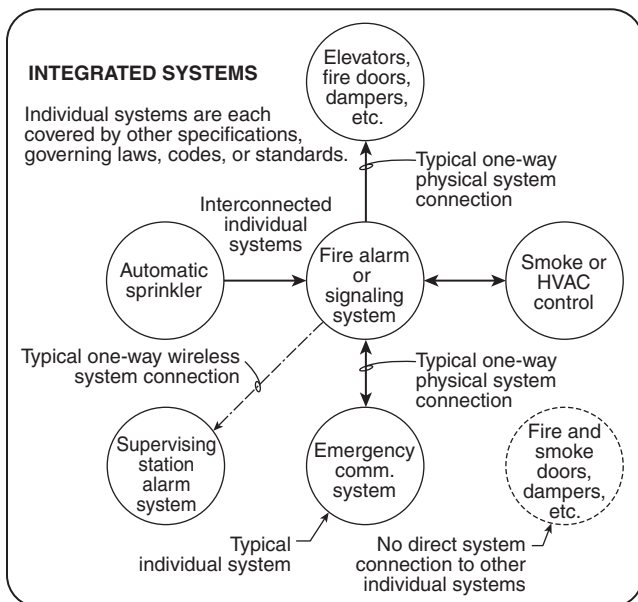 INTEGRATED SYSTEMS
Individual systems are each
covered by other specifications,
governing laws, codes, or standards.
Elevators,
fire doors,
dampers,
etc.
Typical one-way
physical system
connection
Interconnected
individual
systems
Automatic
sprinkler
Fire alarm
or
signaling
system
Smoke or
HVAC
control
Typical one-way wireless
system connection
Typical one-way
physical system
connection
Supervising
station
alarm
system
Emergency
comm.
system
Fire and
smoke
doors,
dampers,
etc.
Typical
individual system
No direct system
connection to other
individual systems